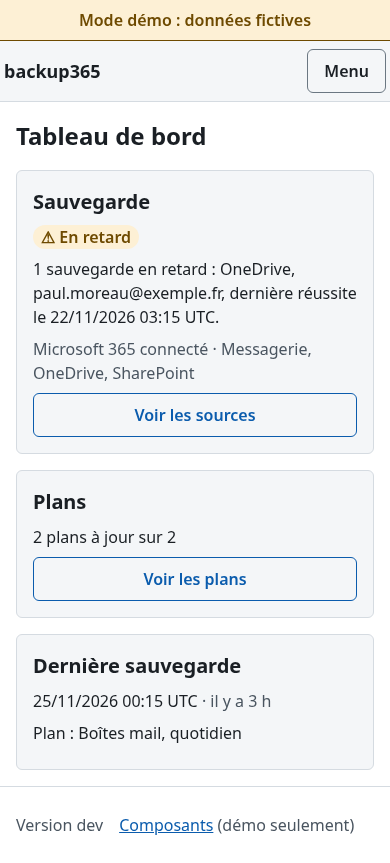 Mode démo : données fictives
backup365
Menu
Tableau de bord
Sauvegarde
⚠ En retard
1 sauvegarde en retard : OneDrive,
paul.moreau@exemple.fr, dernière réussite
le 22/11/2026 03:15 UTC.
Microsoft 365 connecté · Messagerie,
OneDrive, SharePoint
Voir les sources
Plans
2 plans à jour sur 2
Voir les plans
Dernière sauvegarde
25/11/2026 00:15 UTC · il y a 3 h
Plan : Boîtes mail, quotidien
Version dev Composants (démo seulement)